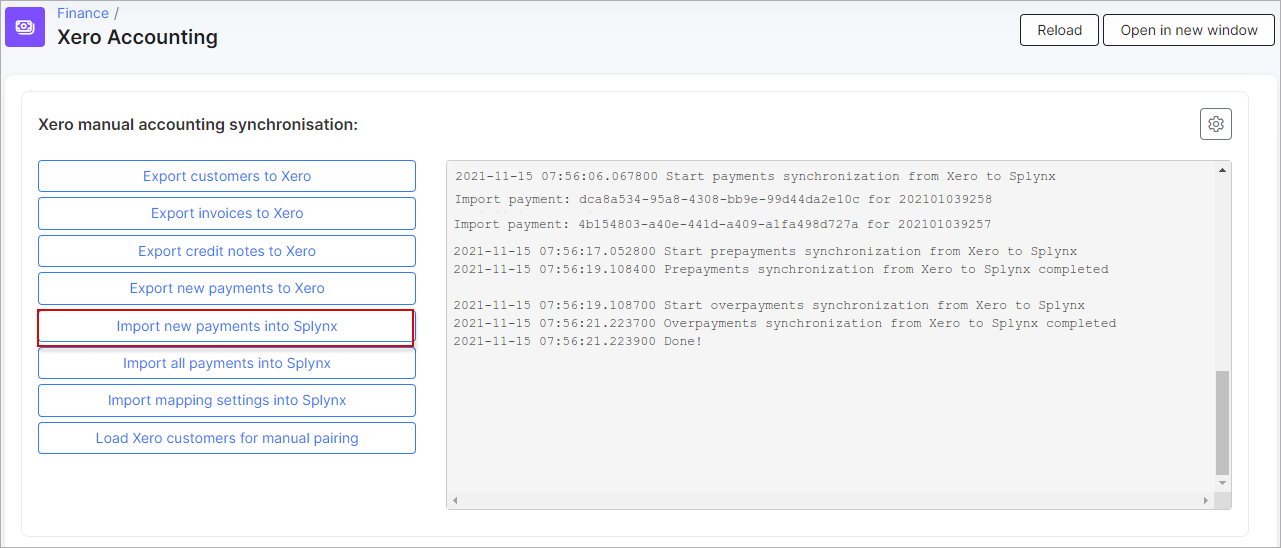 Finance /
Xero Accounting
Reload
Open in new window
Xero manual accounting synchronisation:
Export customers to Xero
Export invoices to Xero
Export credit notes to Xero
Export new payments to Xero
Import new payments into Splynx
Import all payments into Splynx
Import mapping settings into Splynx
Load Xero customers for manual pairing
2021-11-15 07:56:06.067800 Start payments synchronization from Xero to Splynx
Import payment: dca8a534-95a8-4308-bb9e-99d44da2e10c for 202101039258
Import payment: 4b154803-a40e-441d-a409-a1fa498d727a for 202101039257
2021-11-15 07:56:17.052800 Start prepayments synchronization from Xero to Splynx
2021-11-15 07:56:19.108400 Prepayments synchronization from Xero to Splynx completed
2021-11-15 07:56:19.108700 Start overpayments synchronization from Xero to Splynx
2021-11-15 07:56:21.223700 Overpayments synchronization from Xero to Splynx completed
2021-11-15 07:56:21.223900 Done!